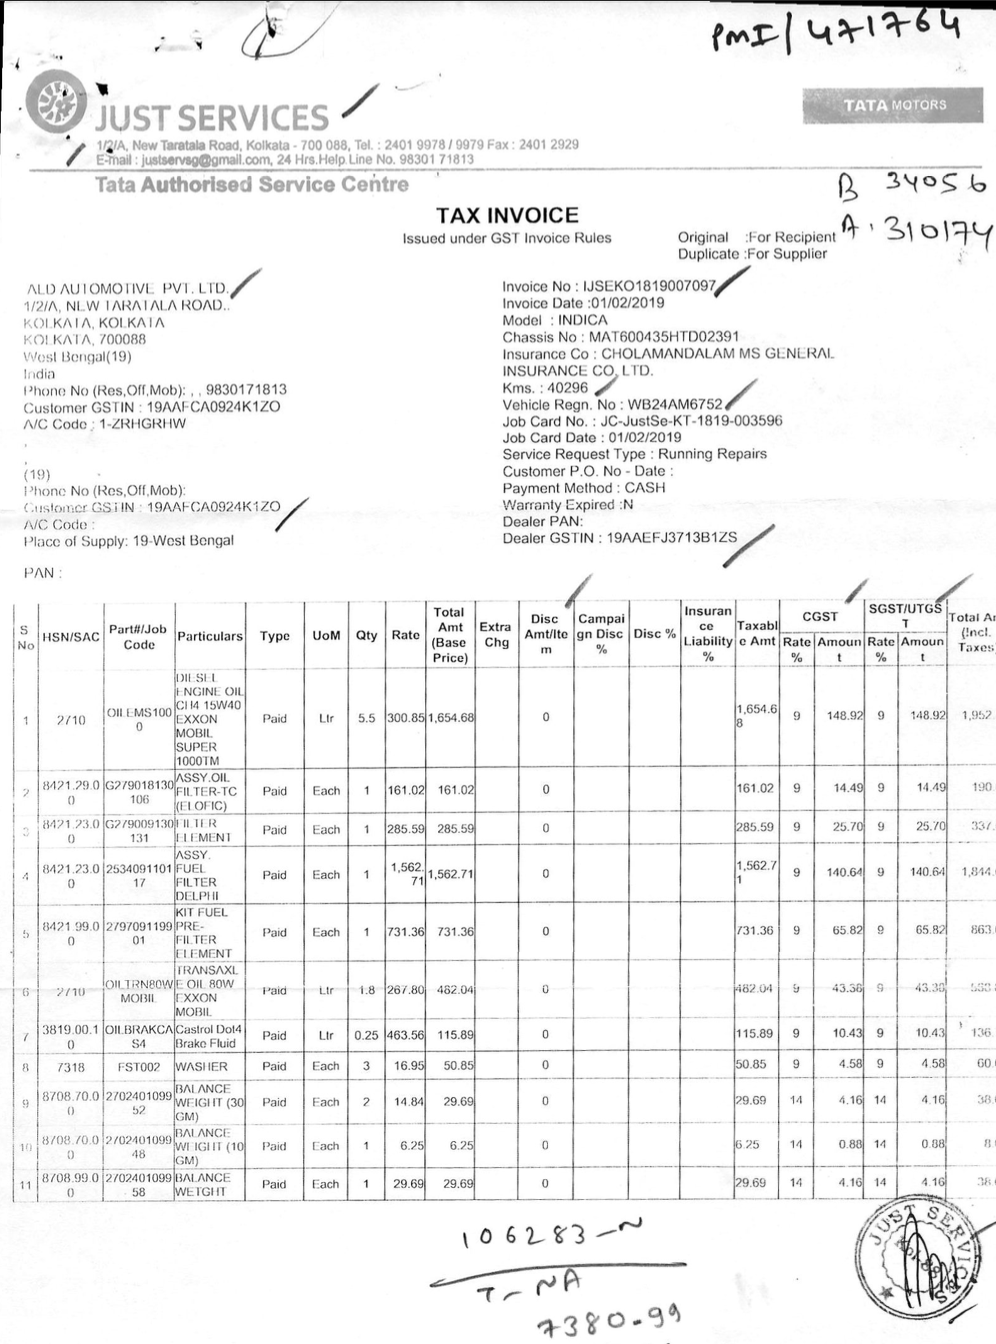 PMI/471764
JUST SERVICES
TATA MOTORS
1/2/A, New Taratala Road, Kolkata - 700 088, Tel. : 2401 9978 / 9979 Fax : 2401 2929
E-mail : justservsg@gmail.com, 24 Hrs.Help Line No. 98301 71813
Tata Authorised Service Centre
B 34056
A. 310174
TAX INVOICE
Issued under GST Invoice Rules
Original :For Recipient
Duplicate :For Supplier
ALD AUTOMOTIVE PVT. LTD.
1/2/A, NEW TARATALA ROAD..
KOLKATA, KOLKATA
KOLKATA, 700088
West Bengal(19)
India
Phone No (Res,Off,Mob): , , 9830171813
Customer GSTIN : 19AAFCA0924K1ZO
A/C Code : 1-ZRHGRHW
,
,
(19)
Phone No (Res,Off,Mob):
Customer GSTIN : 19AAFCA0924K1ZO
A/C Code :
Place of Supply: 19-West Bengal
PAN :
Invoice No : IJSEKO1819007097
Invoice Date :01/02/2019
Model : INDICA
Chassis No : MAT600435HTD02391
Insurance Co : CHOLAMANDALAM MS GENERAL
INSURANCE CO, LTD.
Kms. : 40296
Vehicle Regn. No : WB24AM6752
Job Card No. : JC-JustSe-KT-1819-003596
Job Card Date : 01/02/2019
Service Request Type : Running Repairs
Customer P.O. No - Date :
Payment Method : CASH
Warranty Expired :N
Dealer PAN:
Dealer GSTIN : 19AAEFJ3713B1ZS
S No HSN/SAC Part#/Job Code Particulars Type UoM Qty Rate Total Amt (Base Price) Extra Chg Disc Amt/Item Campaign Disc % Disc % Insurance Liability % Taxable Amt CGST Rate % Amount SGST/UTGST Rate % Amount Total A (Incl. Taxes
1 2710 OILEMS1000 DIESEL ENGINE OIL CH4 15W40 EXXON MOBIL SUPER 1000TM Paid Ltr 5.5 300.85 1,654.68 0 1,654.68 9 148.92 9 148.92 1,952.
2 8421.29.00 G279018130106 ASSY.OIL FILTER-TC (ELOFIC) Paid Each 1 161.02 161.02 0 161.02 9 14.49 9 14.49 190.
3 8421.23.00 G279009130131 FILTER ELEMENT Paid Each 1 285.59 285.59 0 285.59 9 25.70 9 25.70 337.
4 8421.23.00 253409110117 ASSY. FUEL FILTER DELPHI Paid Each 1 1,562.71 1,562.71 0 1,562.71 9 140.64 9 140.64 1,844.
5 8421.99.00 279709119901 KIT FUEL PRE-FILTER ELEMENT Paid Each 1 731.36 731.36 0 731.36 9 65.82 9 65.82 863.
6 2710 OILTRN80WMOBIL TRANSAXLE OIL 80W EXXON MOBIL Paid Ltr 1.8 267.80 482.04 0 482.04 9 43.38 9 43.38
7 3819.00.10 OILBRAKCAS4 Castrol Dot4 Brake Fluid Paid Ltr 0.25 463.56 115.89 0 115.89 9 10.43 9 10.43 136.
8 7318 FST002 WASHER Paid Each 3 16.95 50.85 0 50.85 9 4.58 9 4.58 60.
9 8708.70.00 270240109952 BALANCE WEIGHT (30 GM) Paid Each 2 14.84 29.69 0 29.69 14 4.16 14 4.16 38.
10 8708.70.00 270240109948 BALANCE WEIGHT (10 GM) Paid Each 1 6.25 6.25 0 6.25 14 0.88 14 0.88 8.
11 8708.99.00 270240109958 BALANCE WETGHT Paid Each 1 29.69 29.69 0 29.69 14 4.16 14 4.16 38.
106283-N
T-NA
7380.99
JUST SERVICES
Kol-88